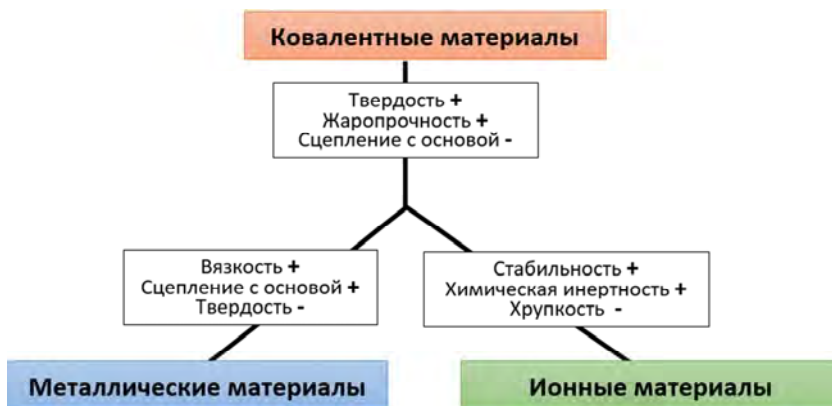 Ковалентные материалы
Твердость +
Жаропрочность +
Сцепление с основой -
Вязкость +
Сцепление с основой +
Твердость -
Стабильность +
Химическая инертность +
Хрупкость -
Металлические материалы
Ионные материалы